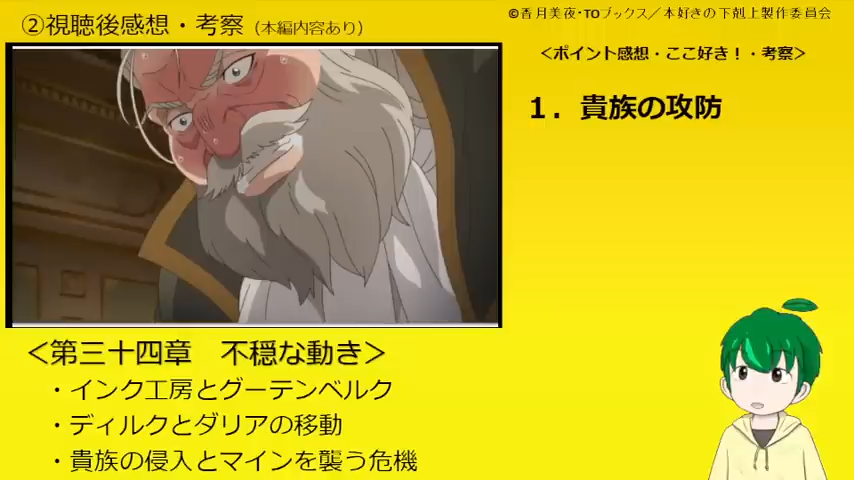 ②視聴後感想・考察 (本編内容あり)
©香月美夜・TOブックス／本好きの下剋上製作委員会
＜ポイント感想・ここ好き！・考察＞
１．貴族の攻防
＜第三十四章　不穏な動き＞
・インク工房とグーテンベルク
・ディルクとダリアの移動
・貴族の侵入とマインを襲う危機